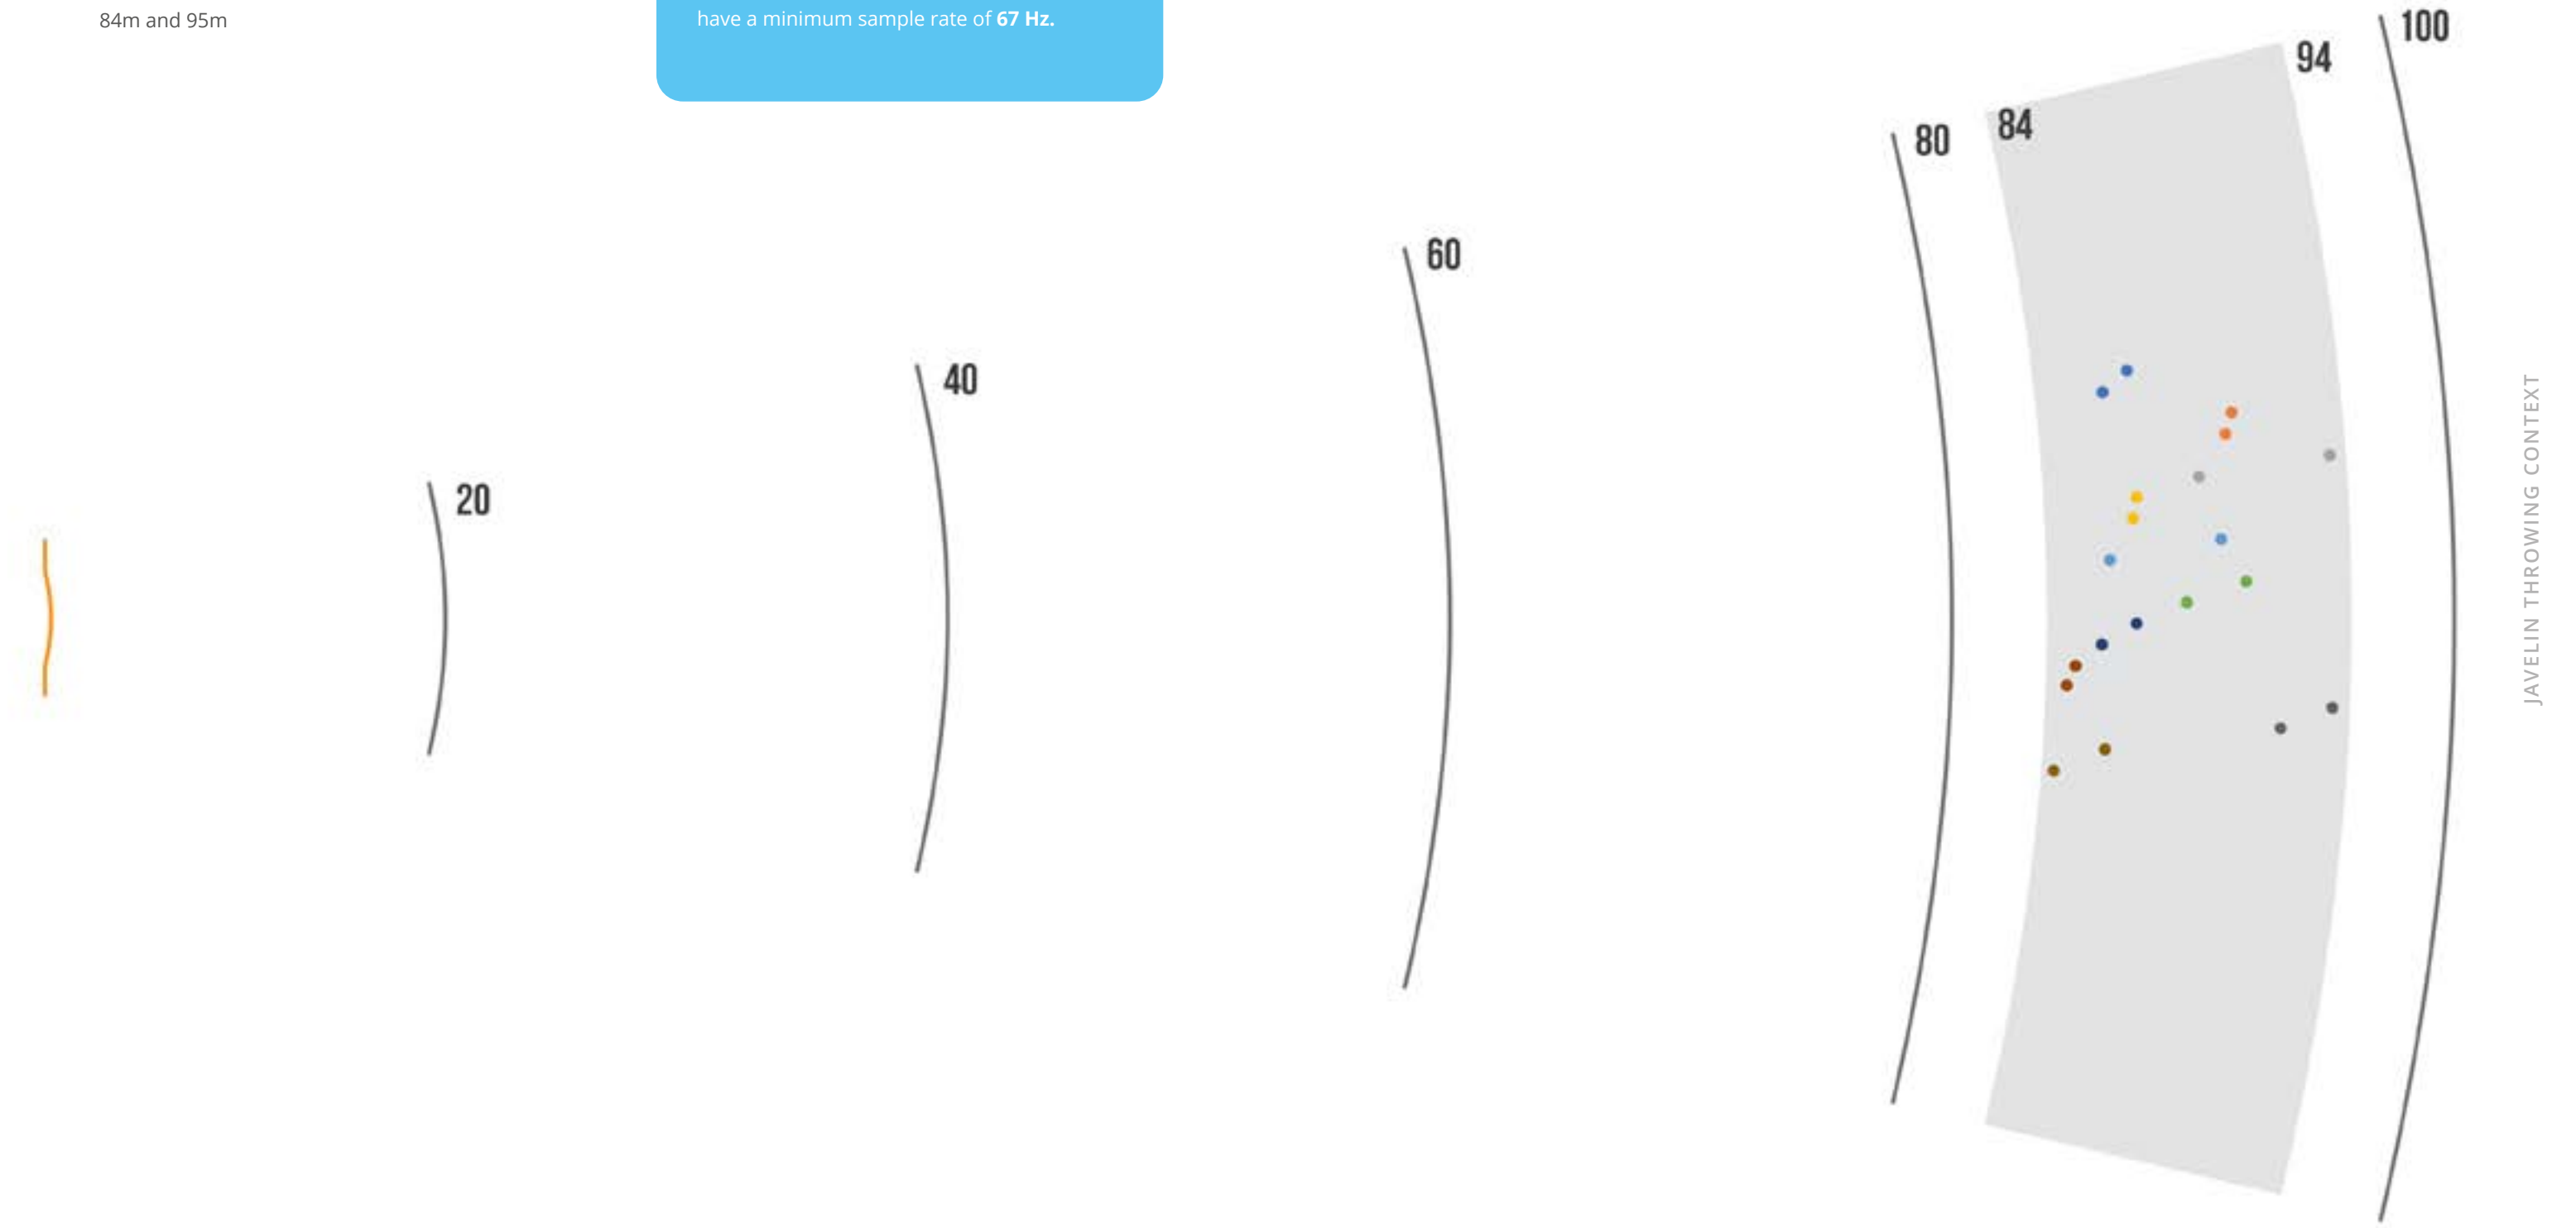 84m and 95m
have a minimum sample rate of 67 Hz.
100
94
84
80
60
40
20
JAVELIN THROWING CONTEXT